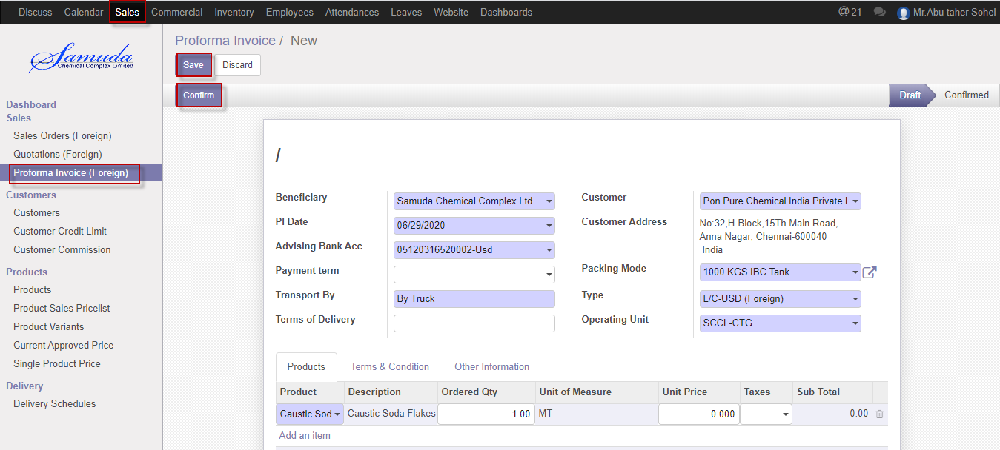 Discuss Calendar Sales Commercial Inventory Employees Attendances Leaves Website Dashboards @ 21 Mr.Abu taher Sohel
Samuda
Chemical Complex Limited
Dashboard
Sales
Sales Orders (Foreign)
Quotations (Foreign)
Proforma Invoice (Foreign)
Customers
Customers
Customer Credit Limit
Customer Commission
Products
Products
Product Sales Pricelist
Product Variants
Current Approved Price
Single Product Price
Delivery
Delivery Schedules
Proforma Invoice / New
Save Discard
Confirm Draft Confirmed
/
Beneficiary Samuda Chemical Complex Ltd.
PI Date 06/29/2020
Advising Bank Acc 05120316520002-Usd
Payment term
Transport By By Truck
Terms of Delivery
Customer Pon Pure Chemical India Private L
Customer Address No:32,H-Block,15Th Main Road,
Anna Nagar, Chennai-600040
India
Packing Mode 1000 KGS IBC Tank
Type L/C-USD (Foreign)
Operating Unit SCCL-CTG
Products Terms & Condition Other Information
Product Description Ordered Qty Unit of Measure Unit Price Taxes Sub Total
Caustic Sod Caustic Soda Flakes 1.00 MT 0.000 0.00
Add an item